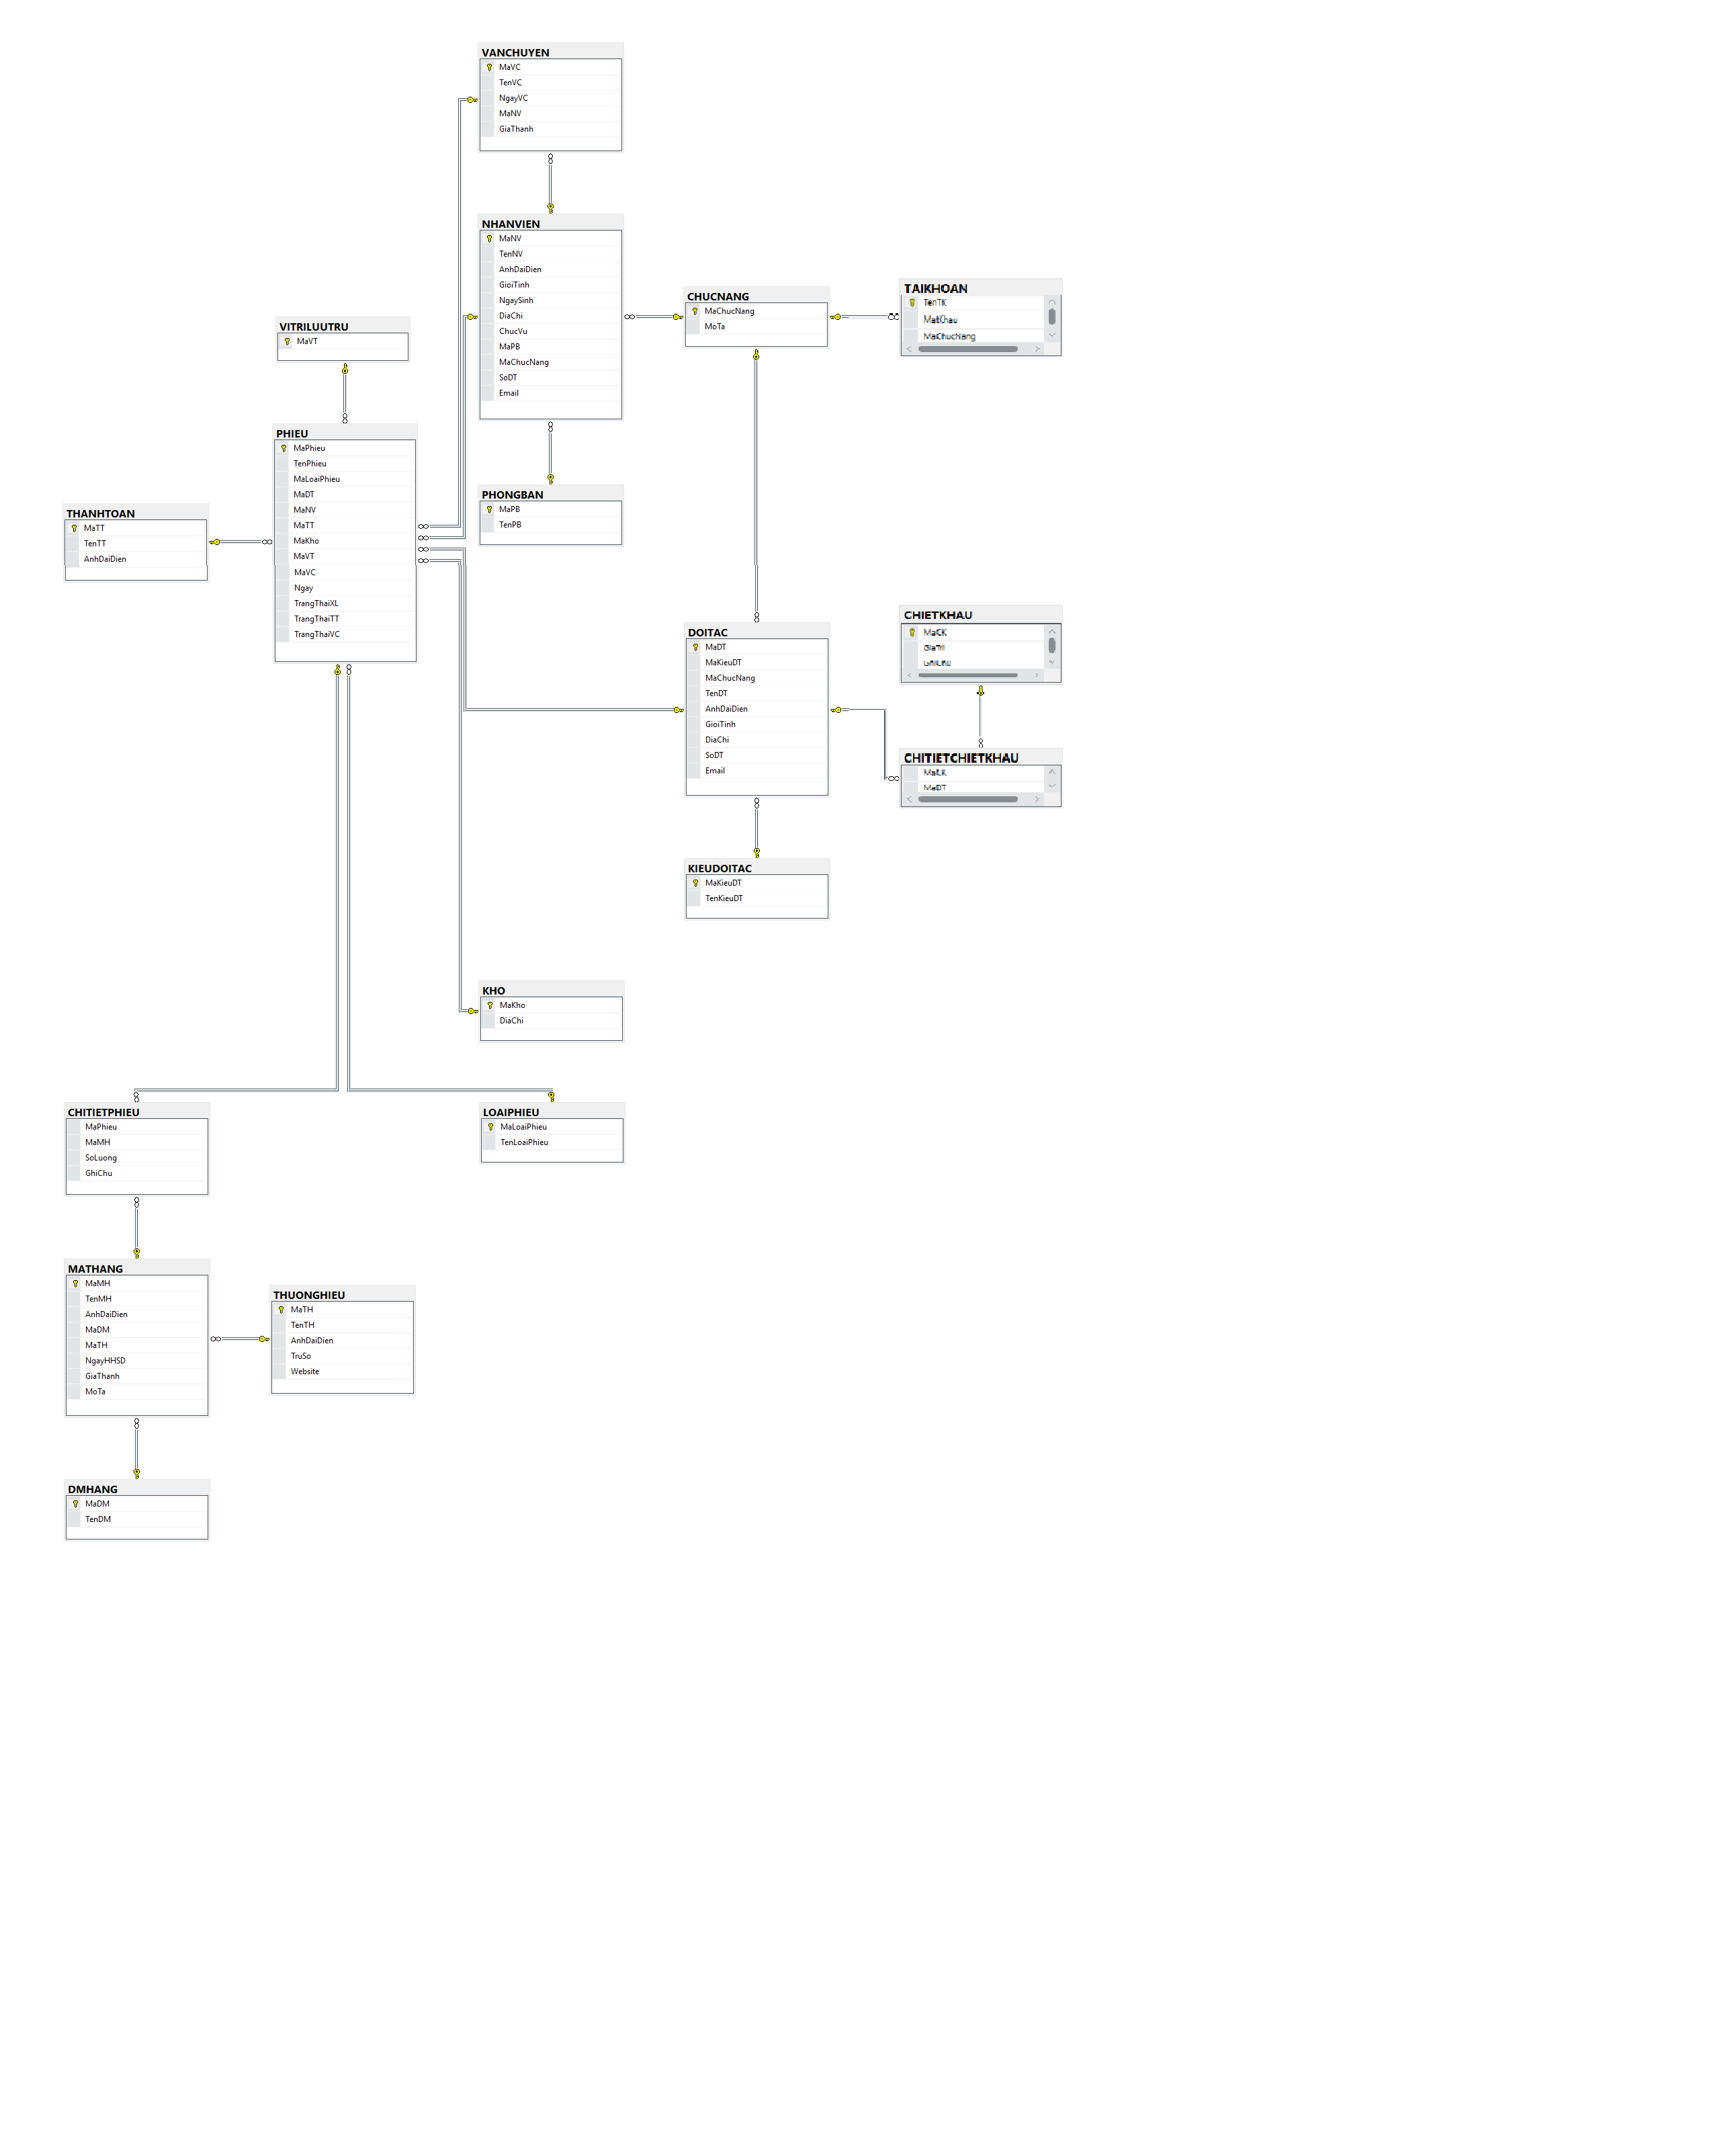 VANCHUYEN
MaVC
TenVC
NgayVC
MaNV
GiaThanh
NHANVIEN
MaNV
TenNV
AnhDaiDien
GioiTinh
NgaySinh
DiaChi
ChucVu
MaPB
MaChucNang
SoDT
Email
CHUCNANG
MaChucNang
MoTa
TAIKHOAN
TenTK
MatKhau
MaChucNang
VITRILUUTRU
MaVT
PHIEU
MaPhieu
TenPhieu
MaLoaiPhieu
MaDT
MaNV
MaTT
MaKho
MaVT
MaVC
Ngay
TrangThaiXL
TrangThaiTT
TrangThaiVC
THANHTOAN
MaTT
TenTT
AnhDaiDien
PHONGBAN
MaPB
TenPB
DOITAC
MaDT
MaKieuDT
MaChucNang
TenDT
AnhDaiDien
GioiTinh
DiaChi
SoDT
Email
CHIETKHAU
MaCK
CHITIETCHIETKHAU
MaCK
MaDT
KIEUDOITAC
MaKieuDT
TenKieuDT
KHO
MaKho
DiaChi
CHITIETPHIEU
MaPhieu
MaMH
SoLuong
GhiChu
LOAIPHIEU
MaLoaiPhieu
TenLoaiPhieu
MATHANG
MaMH
TenMH
AnhDaiDien
MaDM
MaTH
NgayHHSD
GiaThanh
MoTa
THUONGHIEU
MaTH
TenTH
AnhDaiDien
TruSo
Website
DMHANG
MaDM
TenDM